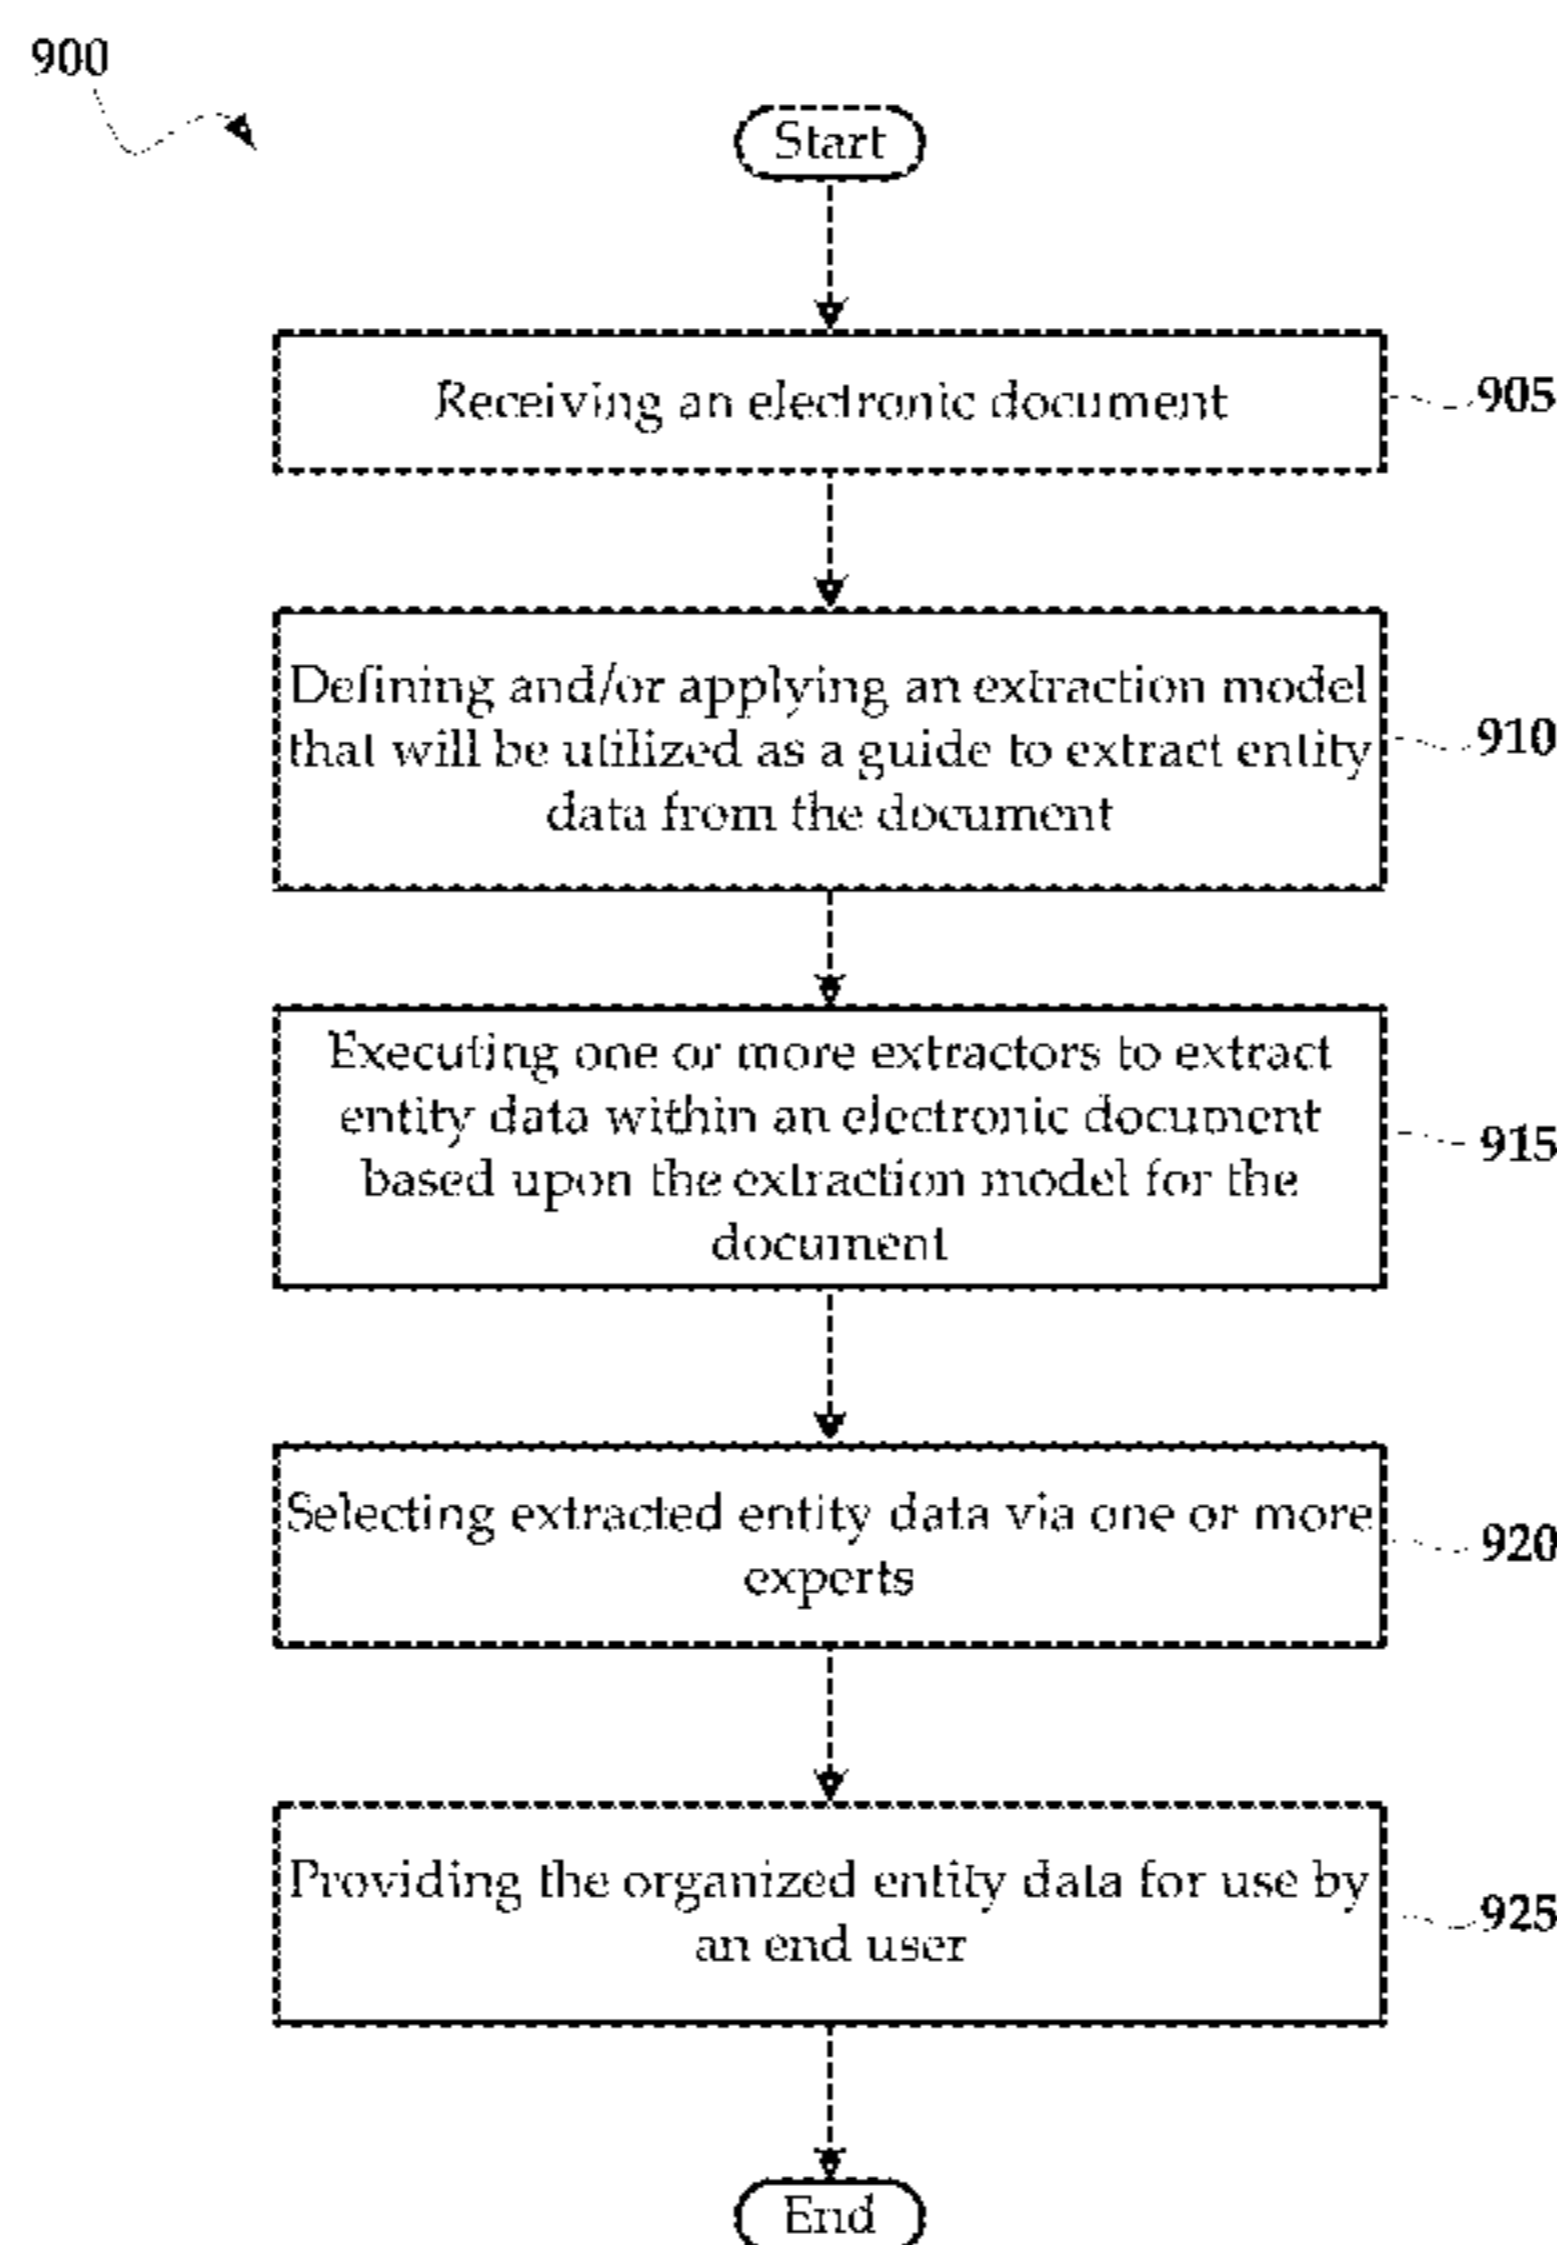 900
Start
Receiving an electronic document
905
Defining and/or applying an extraction model
that will be utilized as a guide to extract entity
data from the document
910
Executing one or more extractors to extract
entity data within an electronic document
based upon the extraction model for the
document
915
Selecting extracted entity data via one or more
experts
920
Providing the organized entity data for use by
an end user
925
End